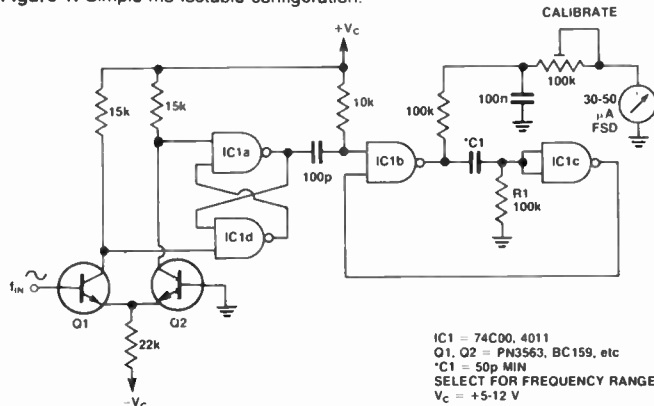 Figure 1. Simple monostable configuration.
CALIBRATE
+VC
15k
15k
10k
100k
100n
100k
30-50
μA
FSD
IC1a
100p
IC1b
*C1
IC1c
R1
100k
IC1d
fIN
Q1
Q2
22k
-VC
IC1 = 74C00, 4011
Q1, Q2 = PN3563, BC159, etc
*C1 = 50p MIN
SELECT FOR FREQUENCY RANGE
VC = +5-12 V